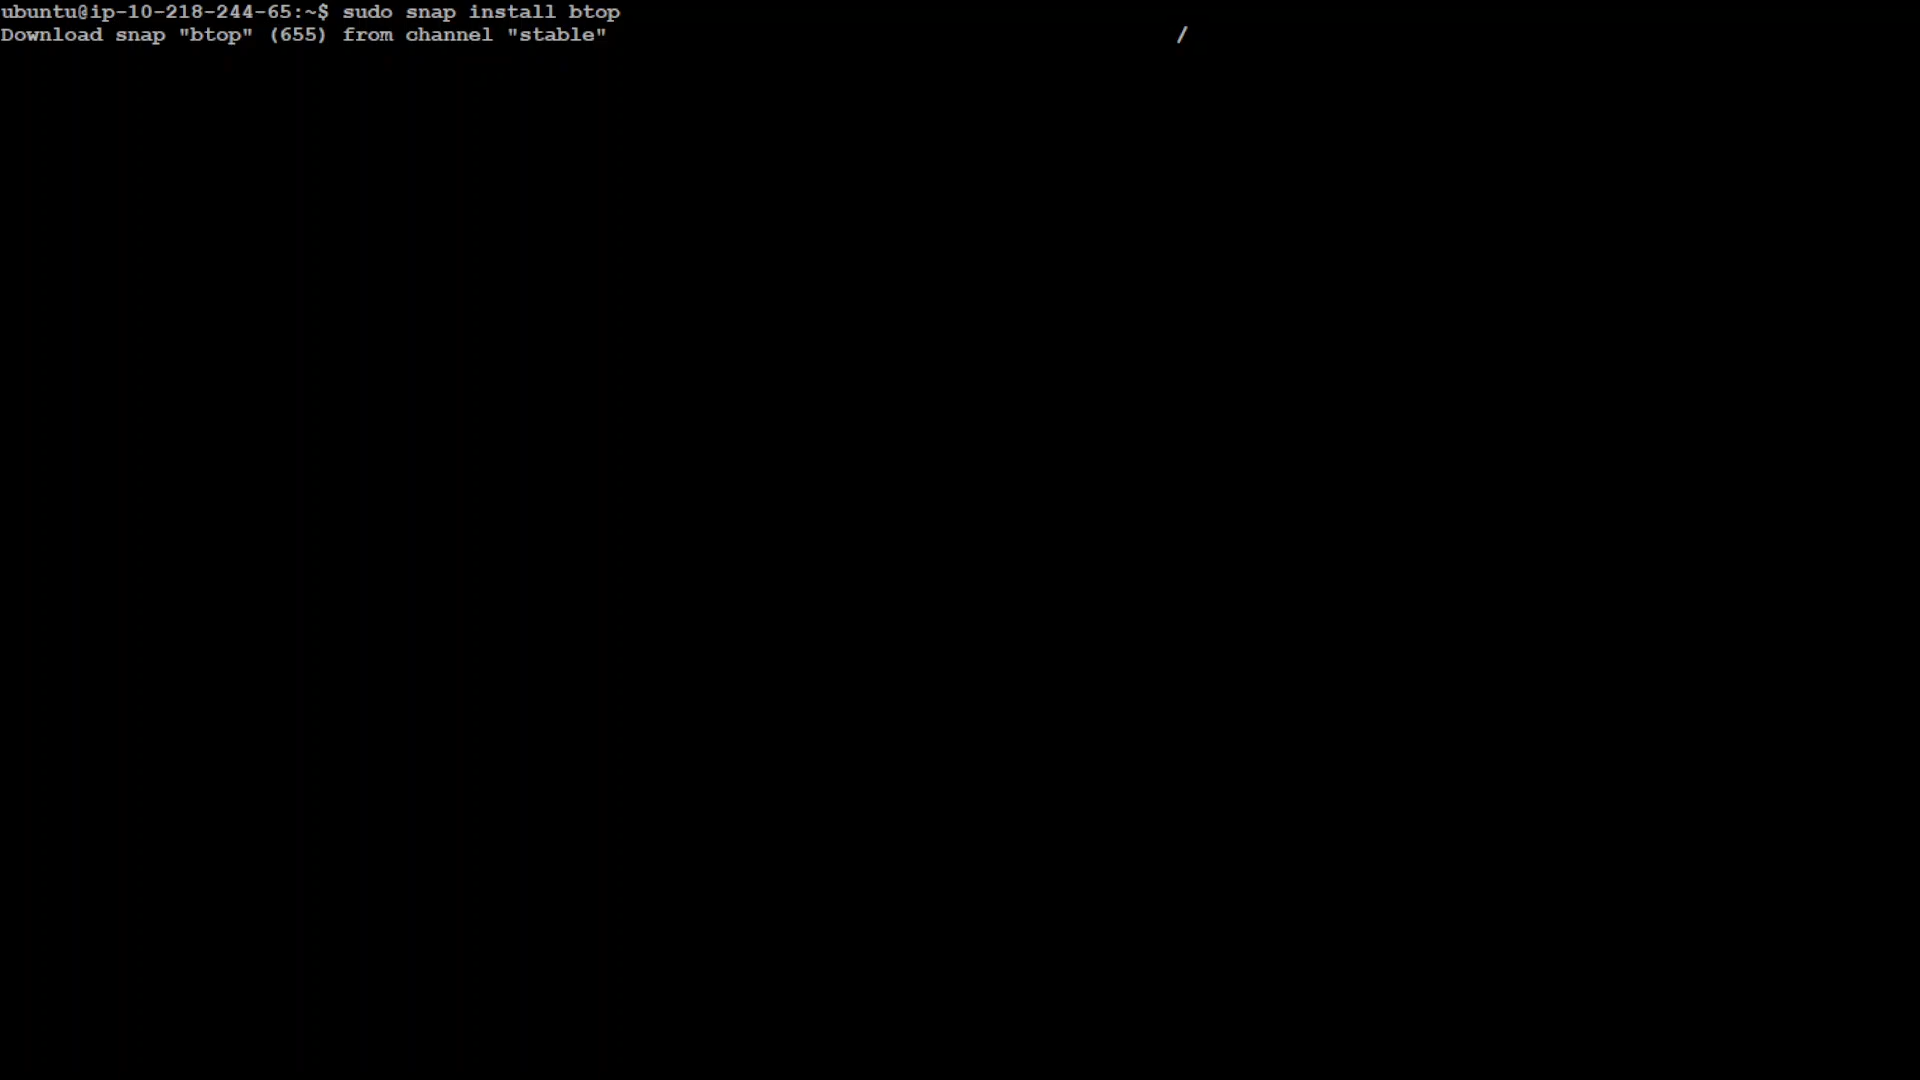 ubuntu@ip-10-218-244-65:~$ sudo snap install btop
Download snap "btop" (655) from channel "stable" /